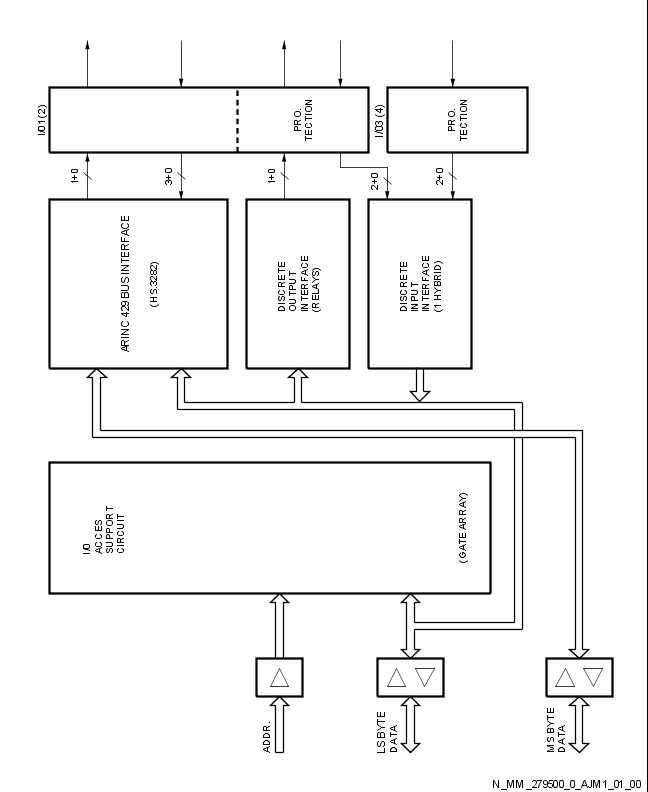 I/O1 (2)
PRO.
TECTION
I/O3 (4)
PRO.
TECTION
1+0
3+0
1+0
2+0
2+0
ARINC 429 BUS INTERFACE
(HS.3282)
DISCRETE
OUTPUT
INTERFACE
(RELAYS)
DISCRETE
INPUT
INTERFACE
(1 HYBRID)
I/O
ACCES
SUPPORT
CIRCUIT
(GATE ARRAY)
ADDR.
LS BYTE
DATA
MS BYTE
DATA
N_MM_279500_0_AJM1_01_00